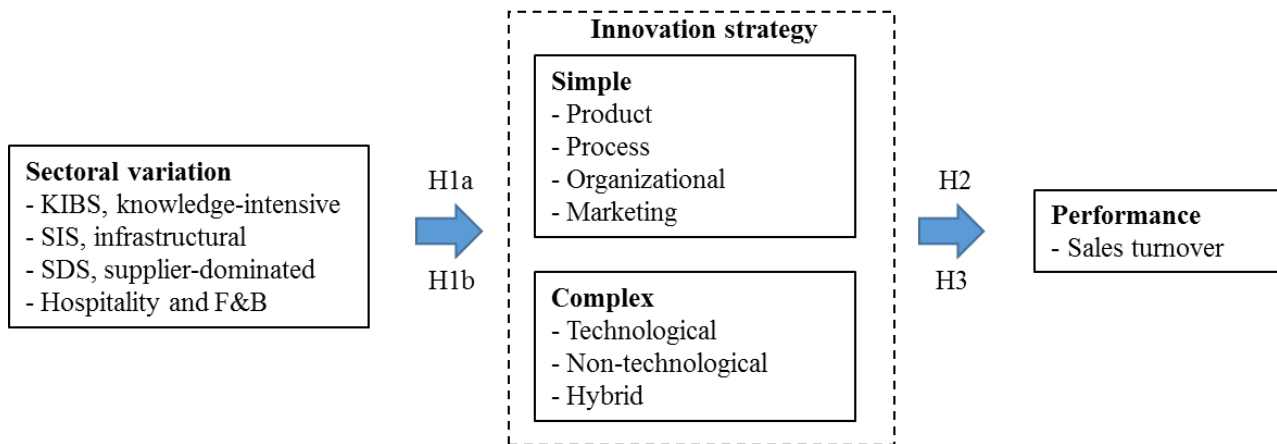 Sectoral variation
- KIBS, knowledge-intensive
- SIS, infrastructural
- SDS, supplier-dominated
- Hospitality and F&B
H1a
H1b
Innovation strategy
Simple
- Product
- Process
- Organizational
- Marketing
Complex
- Technological
- Non-technological
- Hybrid
H2
H3
Performance
- Sales turnover